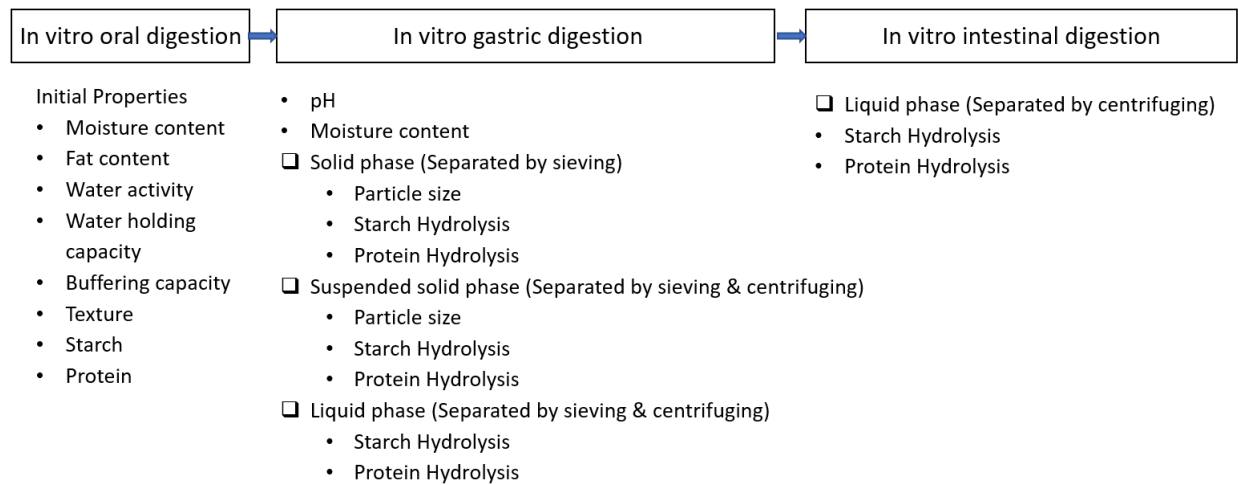 In vitro oral digestion
In vitro gastric digestion
In vitro intestinal digestion
Initial Properties
• Moisture content
• Fat content
• Water activity
• Water holding
capacity
• Buffering capacity
• Texture
• Starch
• Protein
• pH
• Moisture content
❑ Solid phase (Separated by sieving)
• Particle size
• Starch Hydrolysis
• Protein Hydrolysis
❑ Suspended solid phase (Separated by sieving & centrifuging)
• Particle size
• Starch Hydrolysis
• Protein Hydrolysis
❑ Liquid phase (Separated by sieving & centrifuging)
• Starch Hydrolysis
• Protein Hydrolysis
❑ Liquid phase (Separated by centrifuging)
• Starch Hydrolysis
• Protein Hydrolysis